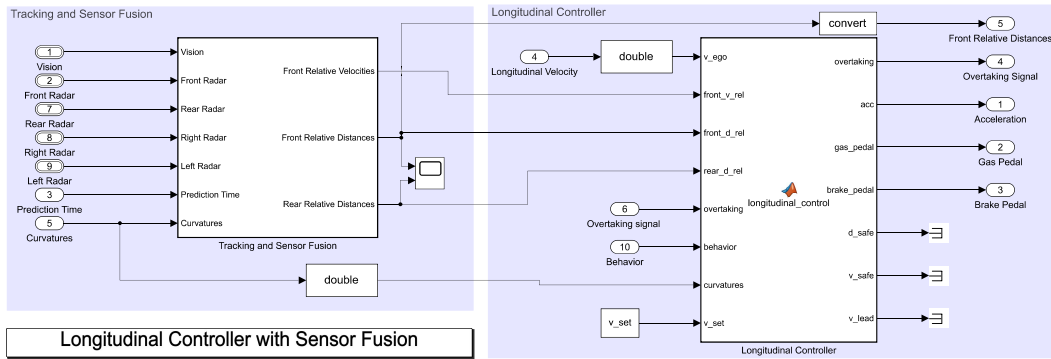 Tracking and Sensor Fusion
1
Vision
2
Front Radar
7
Rear Radar
8
Right Radar
9
Left Radar
3
Prediction Time
5
Curvatures
Vision
Front Radar
Rear Radar
Right Radar
Left Radar
Prediction Time
Curvatures
Front Relative Velocities
Front Relative Distances
Rear Relative Distances
Tracking and Sensor Fusion
double
Longitudinal Controller with Sensor Fusion
Longitudinal Controller
4
Longitudinal Velocity
double
6
Overtaking signal
10
Behavior
v_set
v_ego
front_v_rel
front_d_rel
rear_d_rel
overtaking
behavior
curvatures
v_set
longitudinal_control
overtaking
acc
gas_pedal
brake_pedal
d_safe
v_safe
v_lead
Longitudinal Controller
convert
5
Front Relative Distances
4
Overtaking Signal
1
Acceleration
2
Gas Pedal
3
Brake Pedal